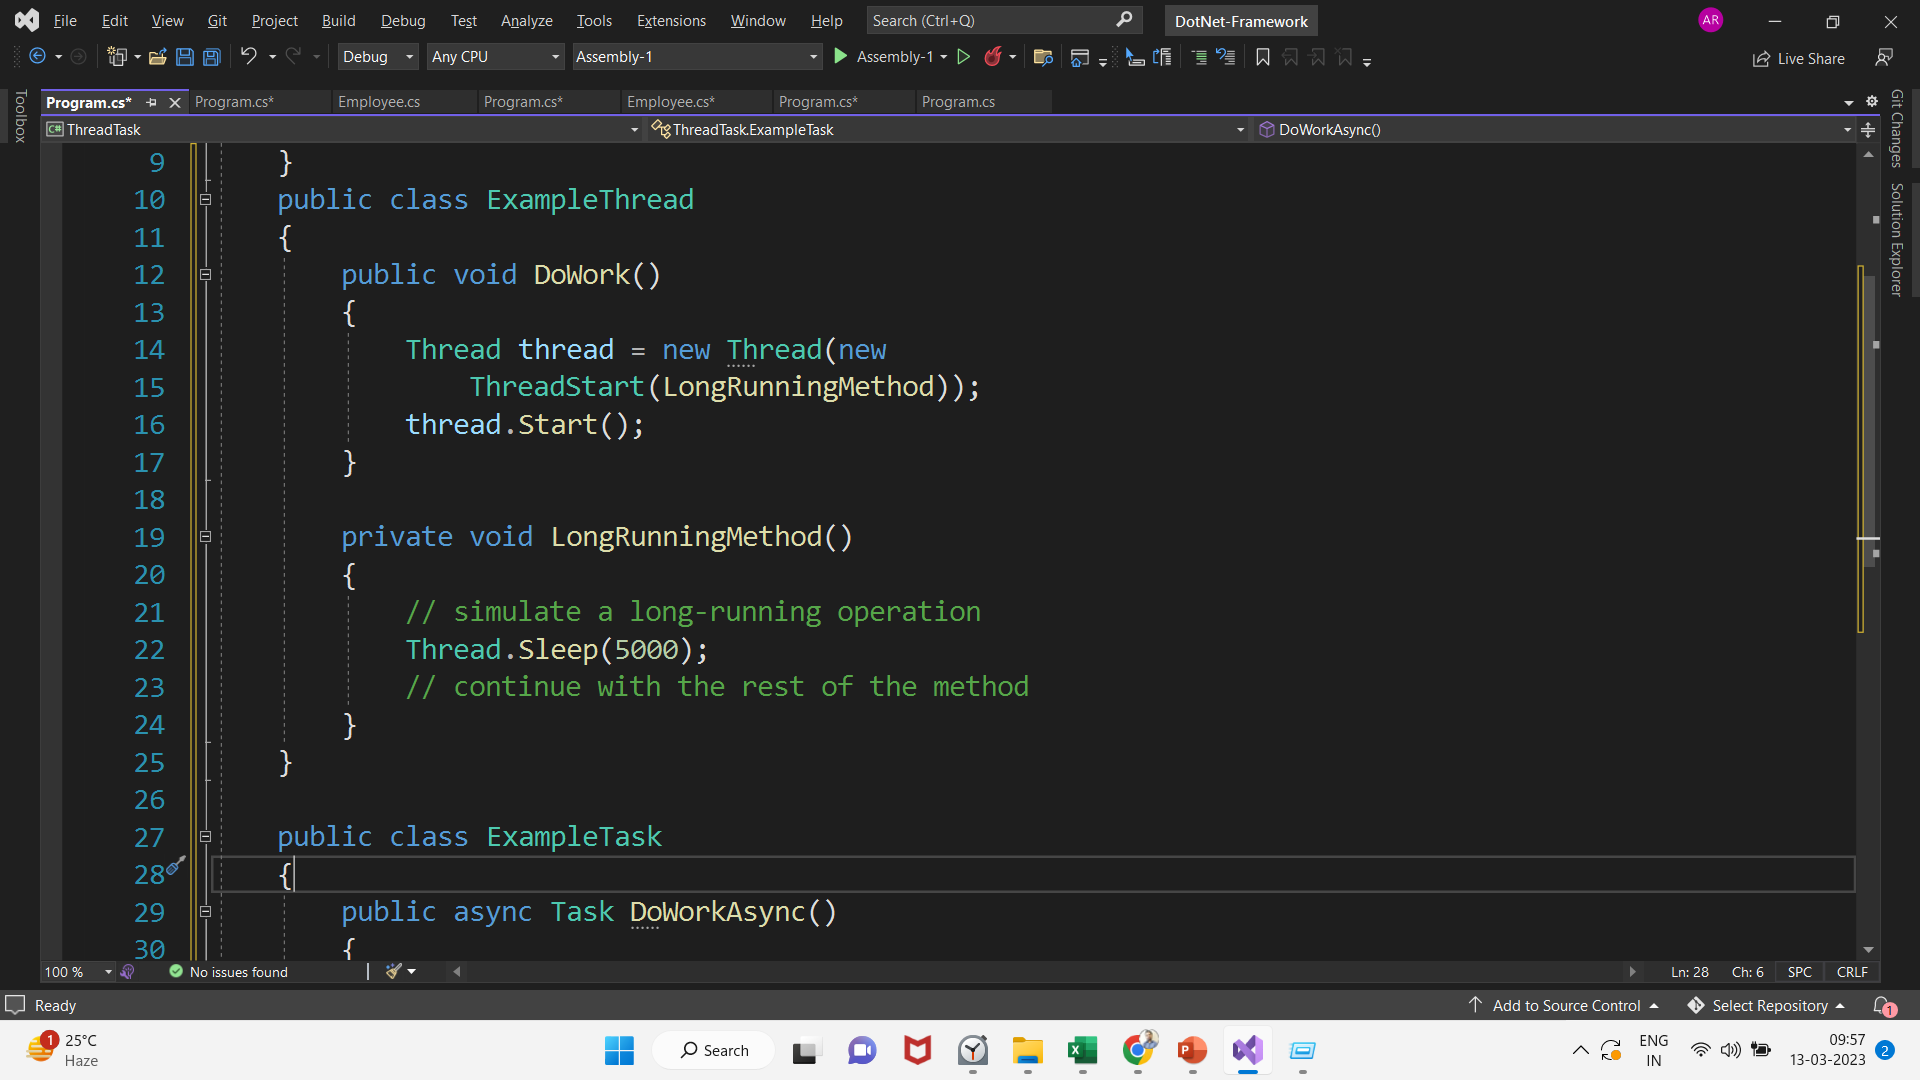 File Edit View Git Project Build Debug Test Analyze Tools Extensions Window Help Search (Ctrl+Q) DotNet-Framework AR
Debug Any CPU Assembly-1 Assembly-1 Live Share
Toolbox
Program.cs* Program.cs* Employee.cs Program.cs* Employee.cs* Program.cs* Program.cs
C# ThreadTask ThreadTask.ExampleTask DoWorkAsync()
Git Changes
Solution Explorer
9 }
10 public class ExampleThread
11 {
12 public void DoWork()
13 {
14 Thread thread = new Thread(new
15 ThreadStart(LongRunningMethod));
16 thread.Start();
17 }
18
19 private void LongRunningMethod()
20 {
21 // simulate a long-running operation
22 Thread.Sleep(5000);
23 // continue with the rest of the method
24 }
25 }
26
27 public class ExampleTask
28 {
29 public async Task DoWorkAsync()
30 {
100 % No issues found Ln: 28 Ch: 6 SPC CRLF
Ready Add to Source Control Select Repository 1
1 25°C
Haze
Search
ENG
IN
09:57
13-03-2023
2